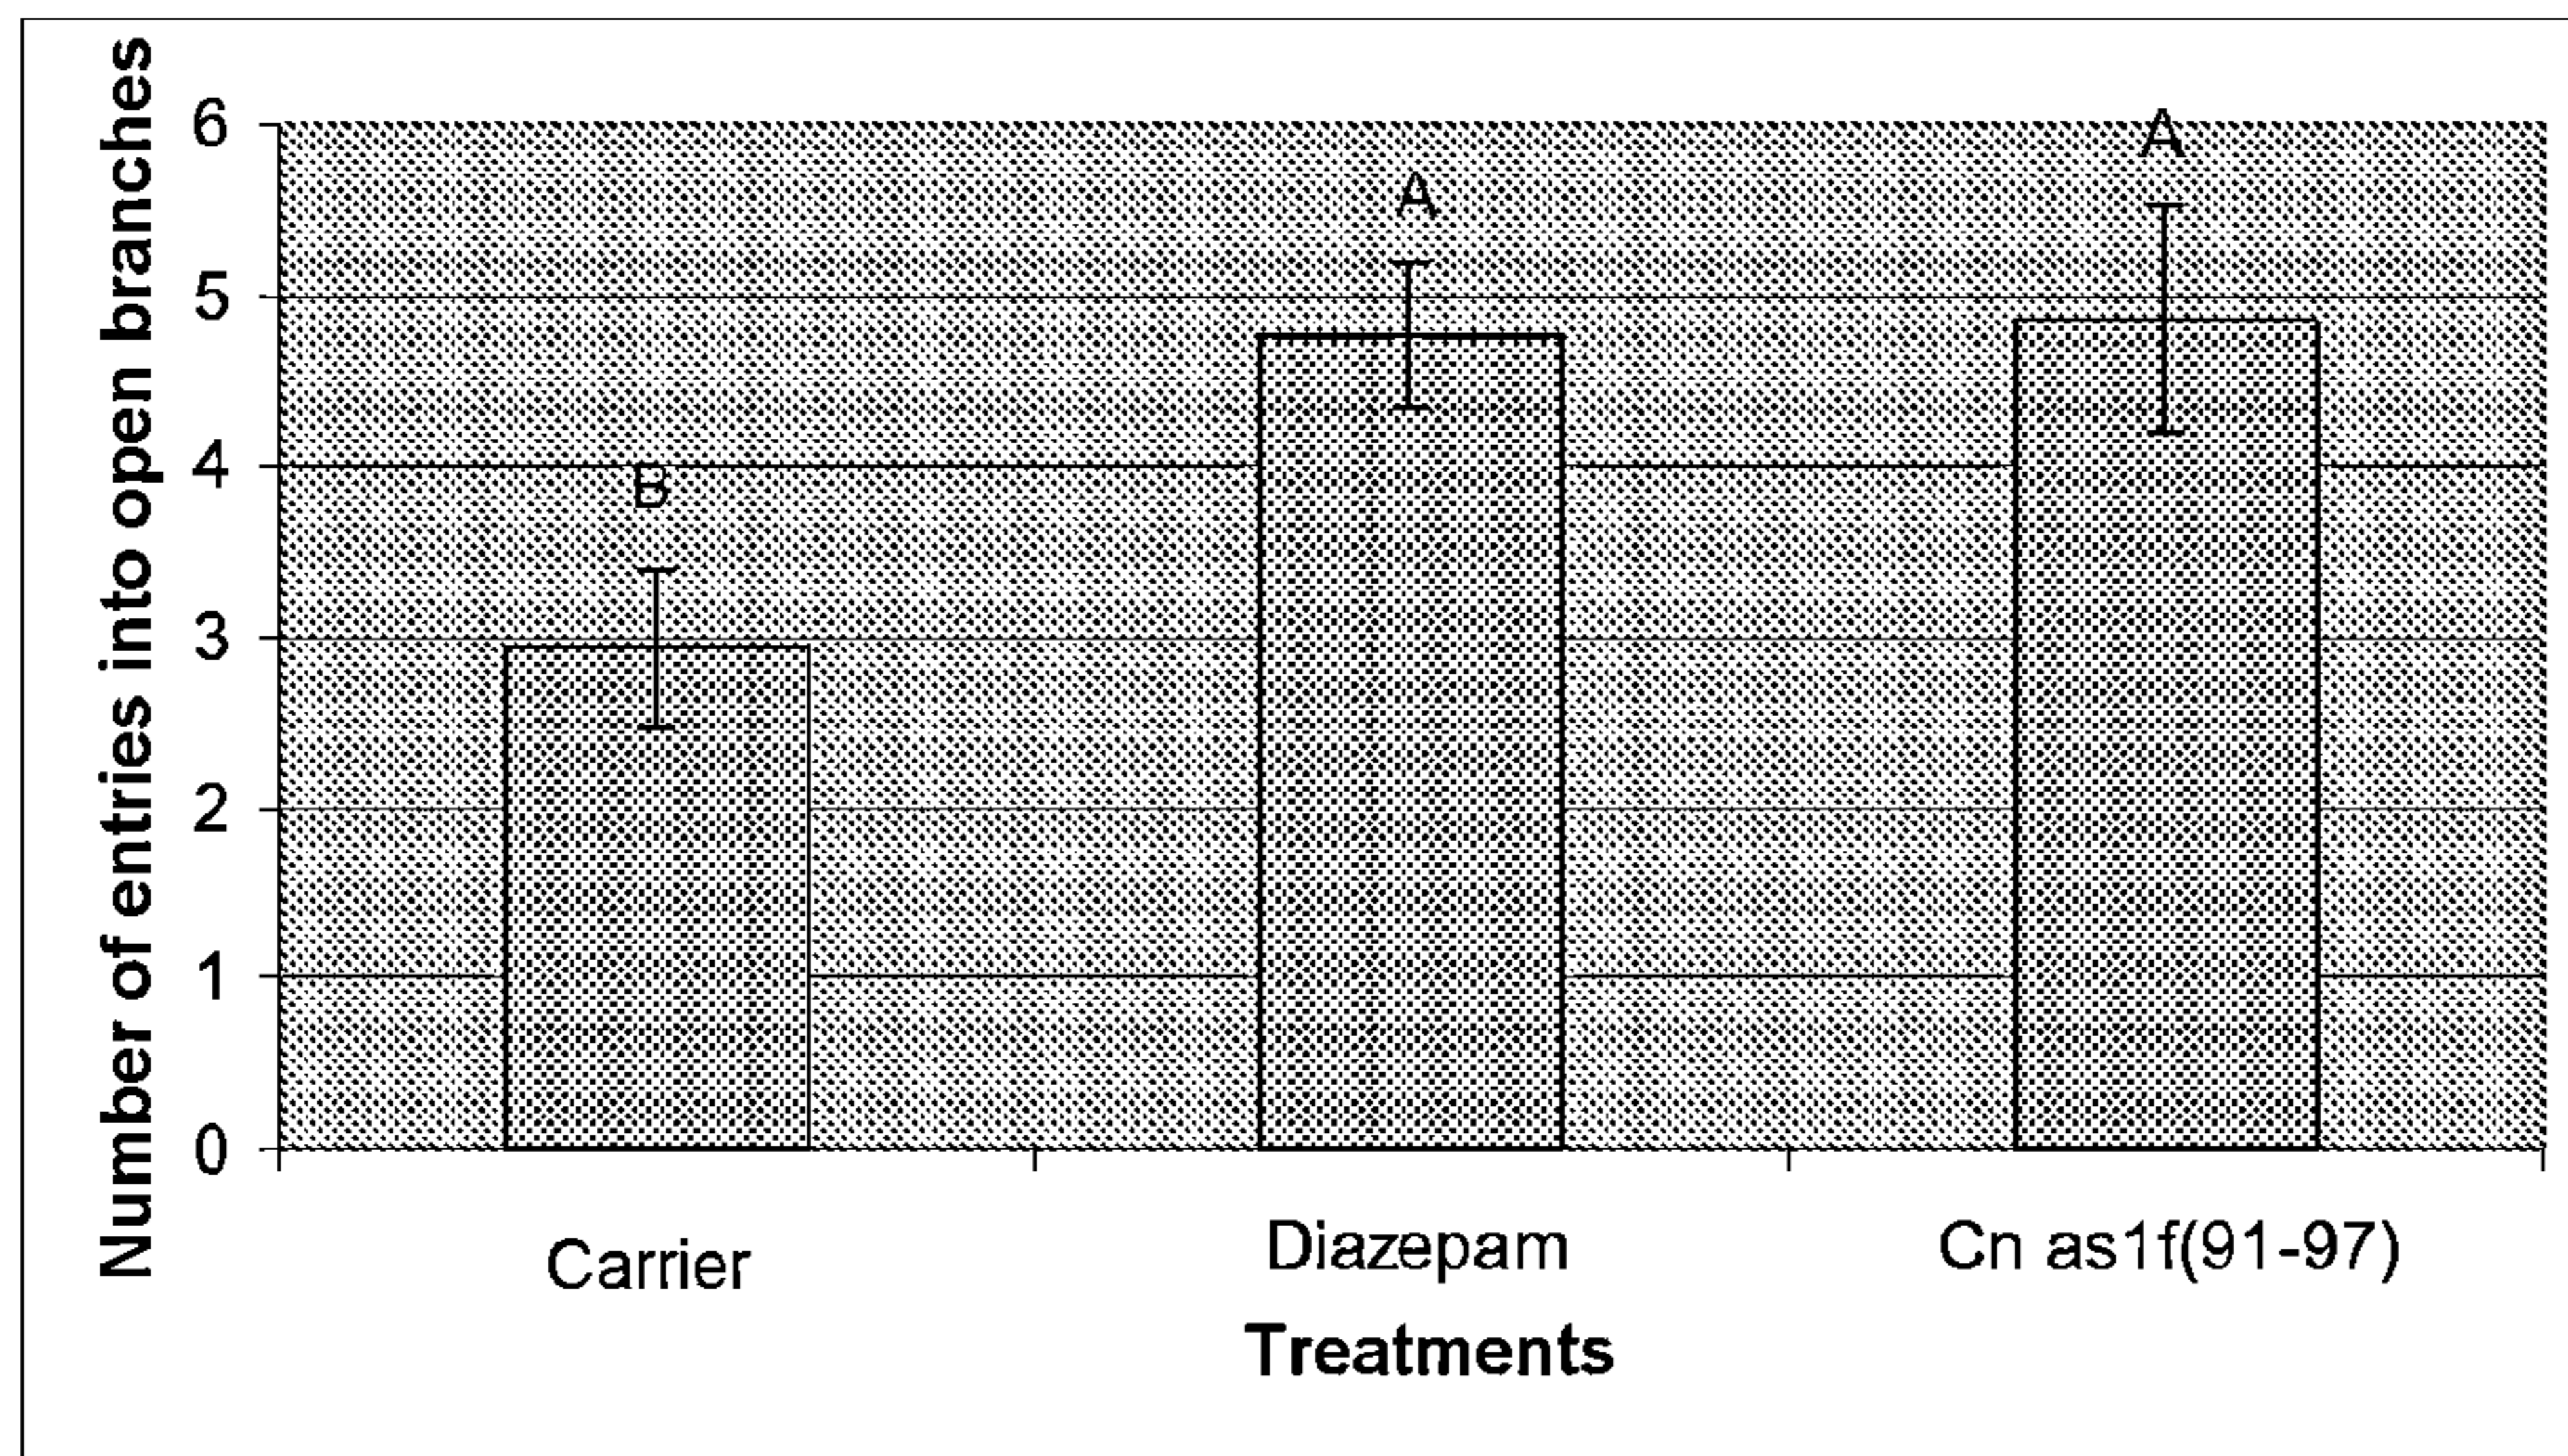 Number of entries into open branches
6
5
4
3
2
1
0
B
A
A
Carrier
Diazepam
Cn as1f(91-97)
Treatments